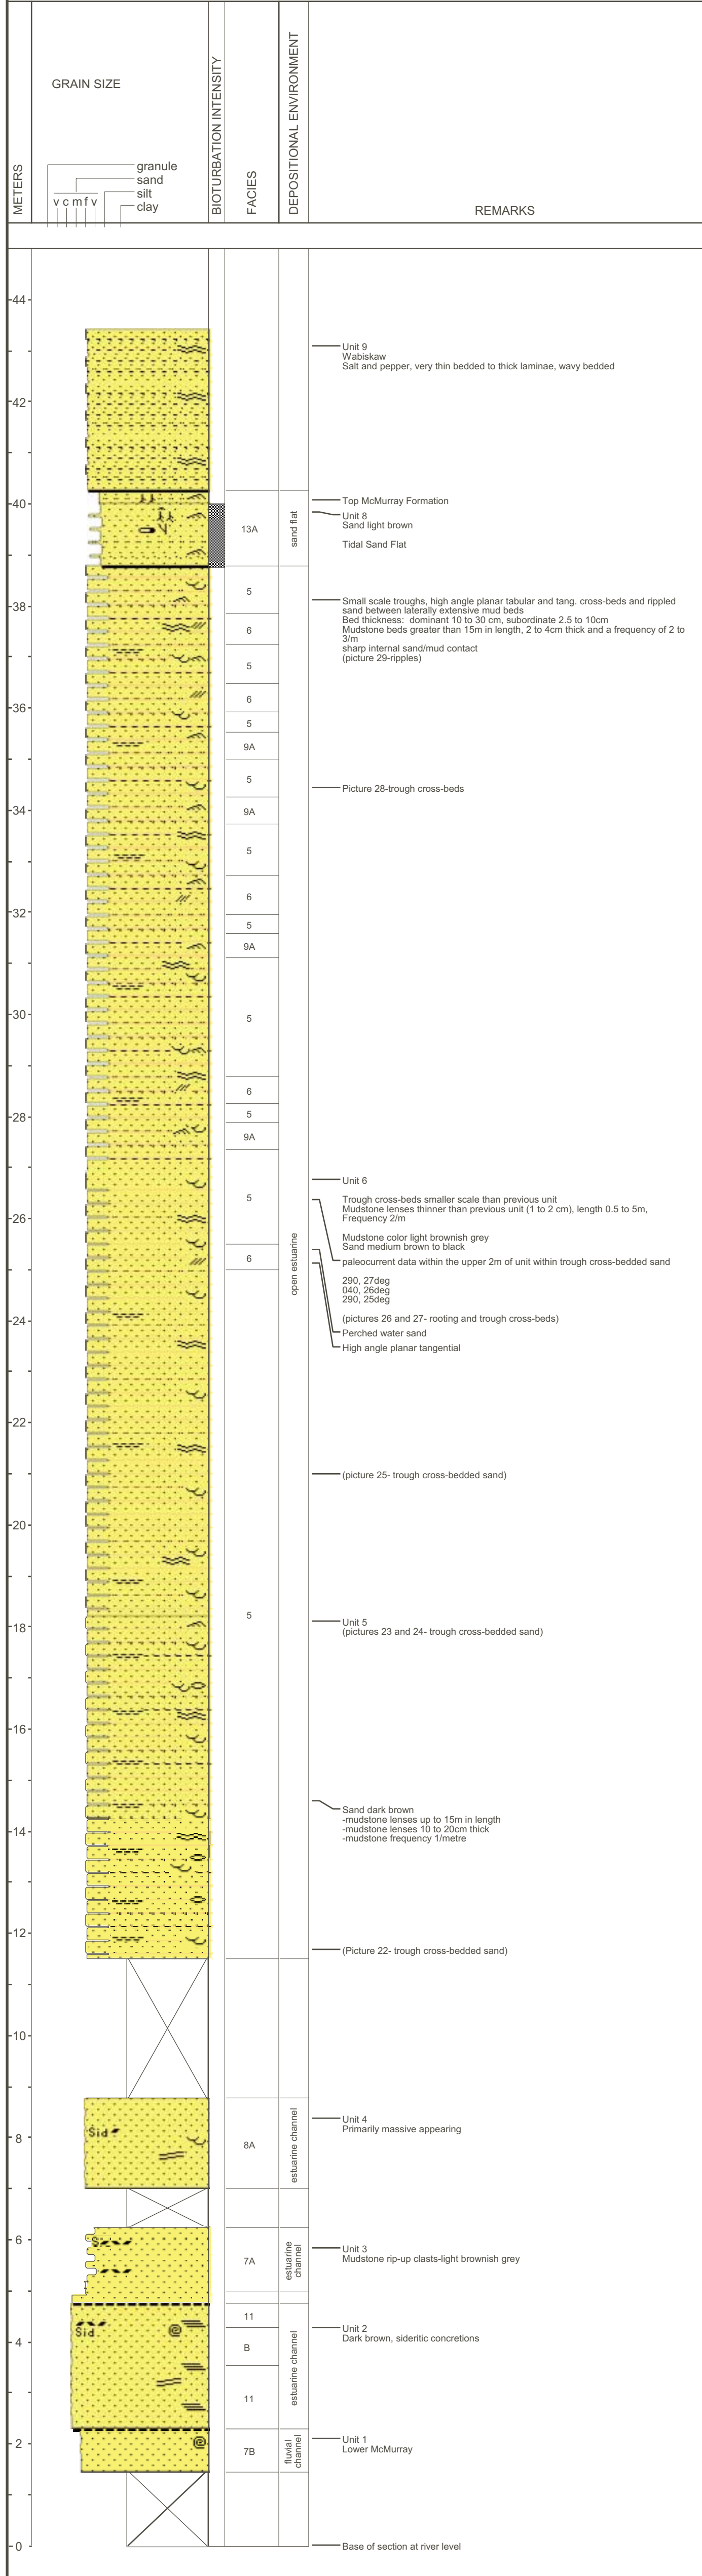 METERS
GRAIN SIZE
granule
sand
silt
clay
v c m f v
BIOTURBATION INTENSITY
FACIES
DEPOSITIONAL ENVIRONMENT
REMARKS
44
Unit 9
Wabiskaw
Salt and pepper, very thin bedded to thick laminae, wavy bedded
42
40
Top McMurray Formation
13A
sand flat
Unit 8
Sand light brown
Tidal Sand Flat
38
5
Small scale troughs, high angle planar tabular and tang. cross-beds and rippled
sand between laterally extensive mud beds
Bed thickness: dominant 10 to 30 cm, subordinate 2.5 to 10cm
Mudstone beds greater than 15m in length, 2 to 4cm thick and a frequency of 2 to
3/m
sharp internal sand/mud contact
(picture 29-ripples)
6
5
36
6
5
9A
5
Picture 28-trough cross-beds
34
9A
5
32
6
5
9A
30
5
28
6
5
9A
26
5
6
open estuarine
Unit 6
Trough cross-beds smaller scale than previous unit
Mudstone lenses thinner than previous unit (1 to 2 cm), length 0.5 to 5m,
Frequency 2/m
Mudstone color light brownish grey
Sand medium brown to black
paleocurrent data within the upper 2m of unit within trough cross-bedded sand
290, 27deg
040, 26deg
290, 25deg
(pictures 26 and 27- rooting and trough cross-beds)
Perched water sand
High angle planar tangential
24
22
(picture 25- trough cross-bedded sand)
20
18
5
Unit 5
(pictures 23 and 24- trough cross-bedded sand)
16
14
Sand dark brown
-mudstone lenses up to 15m in length
-mudstone lenses 10 to 20cm thick
-mudstone frequency 1/metre
12
(Picture 22- trough cross-bedded sand)
10
8
Sid
8A
estuarine channel
Unit 4
Primarily massive appearing
6
S
7A
estuarine
channel
Unit 3
Mudstone rip-up clasts-light brownish grey
4
Sid
11
B
11
estuarine channel
Unit 2
Dark brown, sideritic concretions
2
7B
fluvial
channel
Unit 1
Lower McMurray
0
Base of section at river level